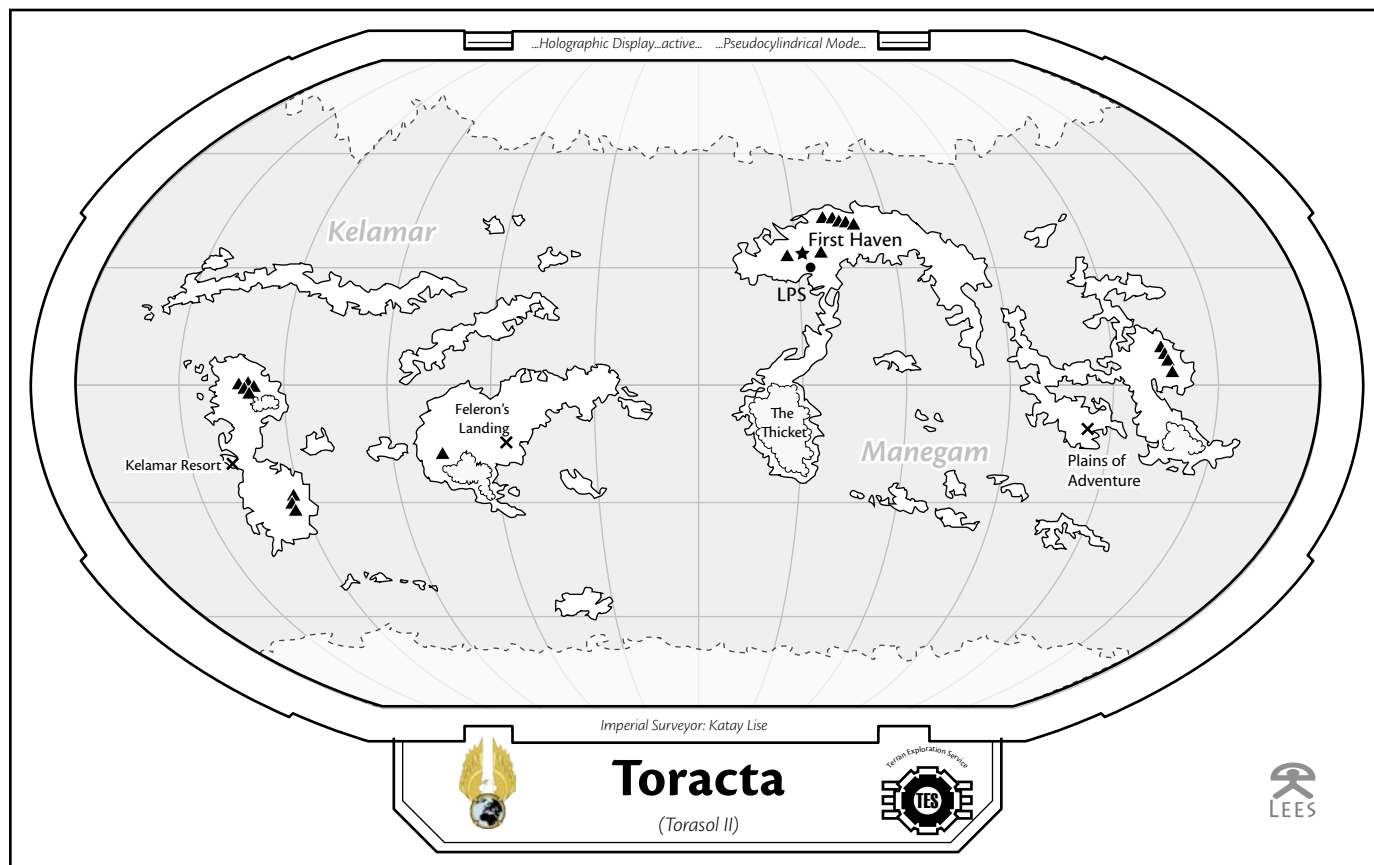 ...Holographic Display...active... ...Pseudocylindrical Mode...
Kelamar
First Haven
LPS
Feleron's
Landing
The
Thicket
Manegam
Kelamar Resort
Plains of
Adventure
Imperial Surveyor: Katay Lise
Toracta
(Torasol II)
Terran Exploration Service
TES
LEES